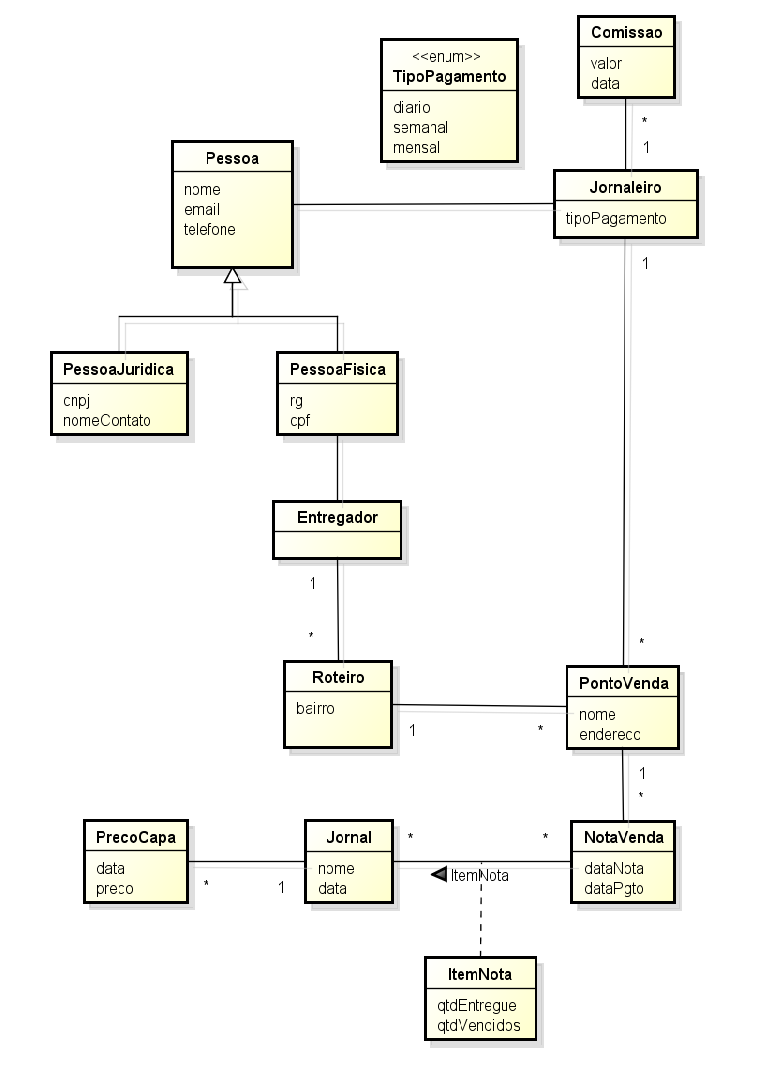 Comissao
valor
data
<<enum>>
TipoPagamento
diario
semanal
mensal
*
1
Pessoa
nome
email
telefone
Jornaleiro
tipoPagamento
1
PessoaJuridica
cnpj
nomeContato
PessoaFisica
rg
cpf
Entregador
1
*
*
Roteiro
bairro
PontoVenda
nome
endereco
1
*
1
*
PrecoCapa
data
preco
Jornal
nome
data
*
*
NotaVenda
dataNota
dataPgto
ItemNota
*
1
ItemNota
qtdEntregue
qtdVencidos